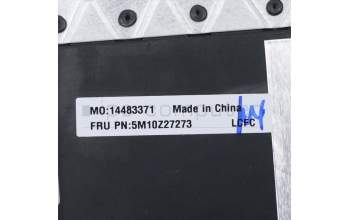 MO:14483371 Made in China
FRU PN:5M10Z27273 LCFC